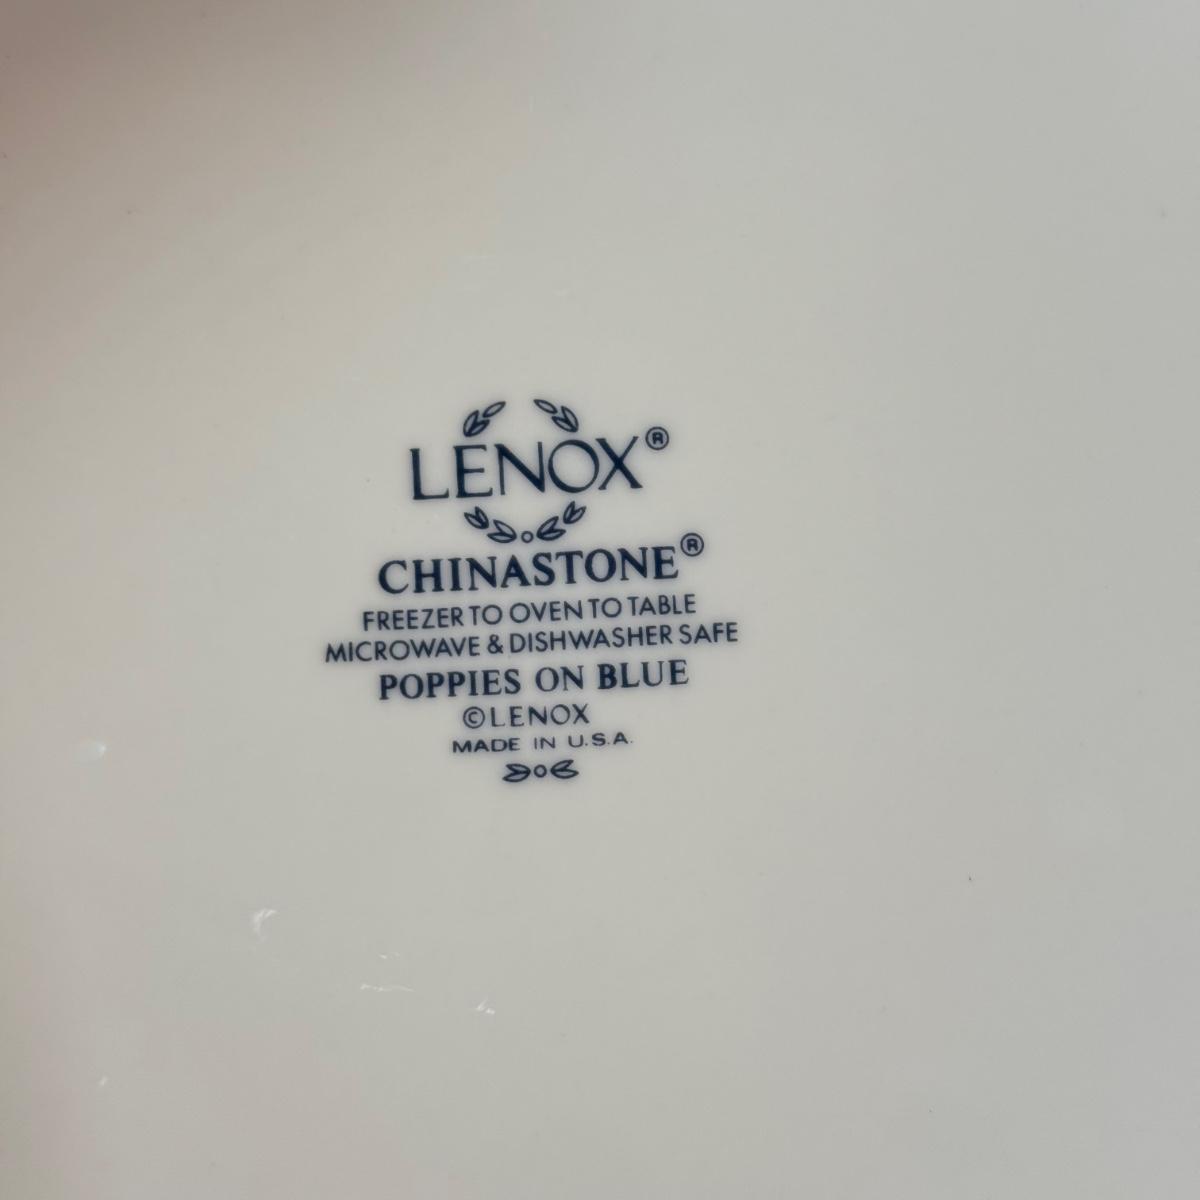 LENOX®
CHINASTONE®
FREEZER TO OVEN TO TABLE
MICROWAVE & DISHWASHER SAFE
POPPIES ON BLUE
©LENOX
MADE IN U.S.A.